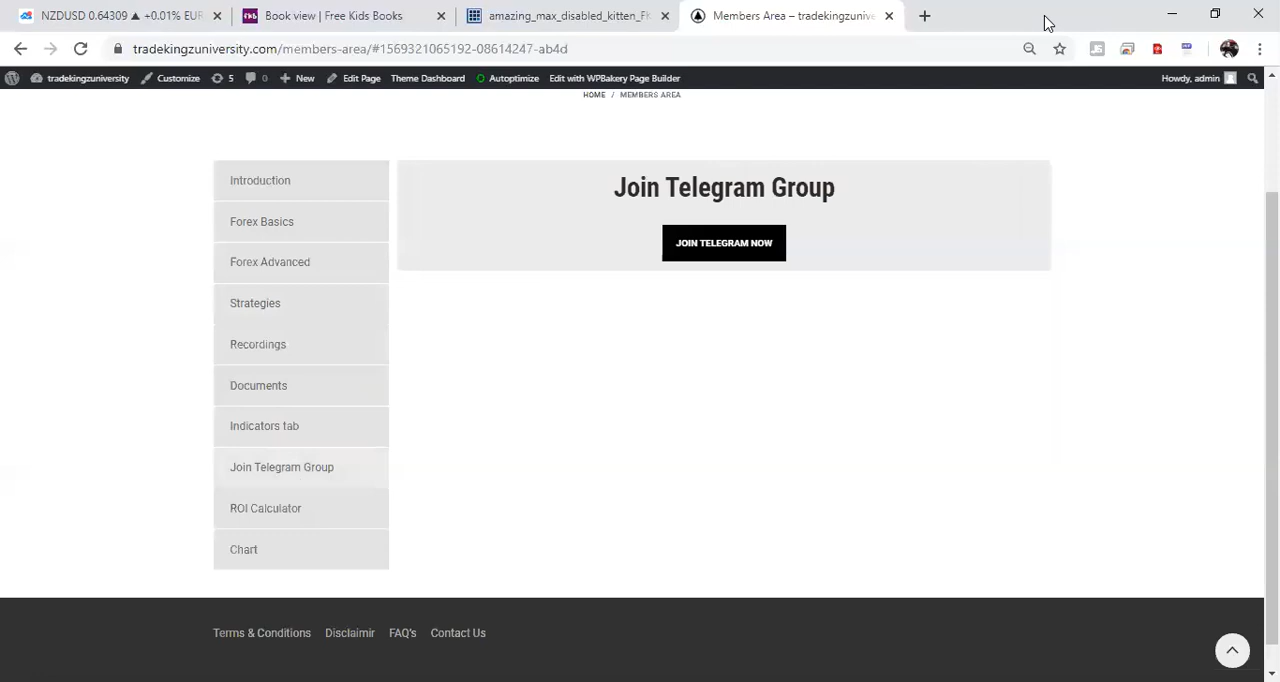 NZDUSD 0.64309 ▲ +0.01% EUR
Book view | Free Kids Books
amazing_max_disabled_kitten_FK
Members Area – tradekingzunive
tradekingzuniversity.com/members-area/#1569321065192-08614247-ab4d
tradekingzuniversity Customize 5 0 New Edit Page Theme Dashboard Autoptimize Edit with WPBakery Page Builder Howdy, admin
HOME / MEMBERS AREA
Introduction
Forex Basics
Forex Advanced
Strategies
Recordings
Documents
Indicators tab
Join Telegram Group
ROI Calculator
Chart
Join Telegram Group
JOIN TELEGRAM NOW
Terms & Conditions Disclaimir FAQ's Contact Us